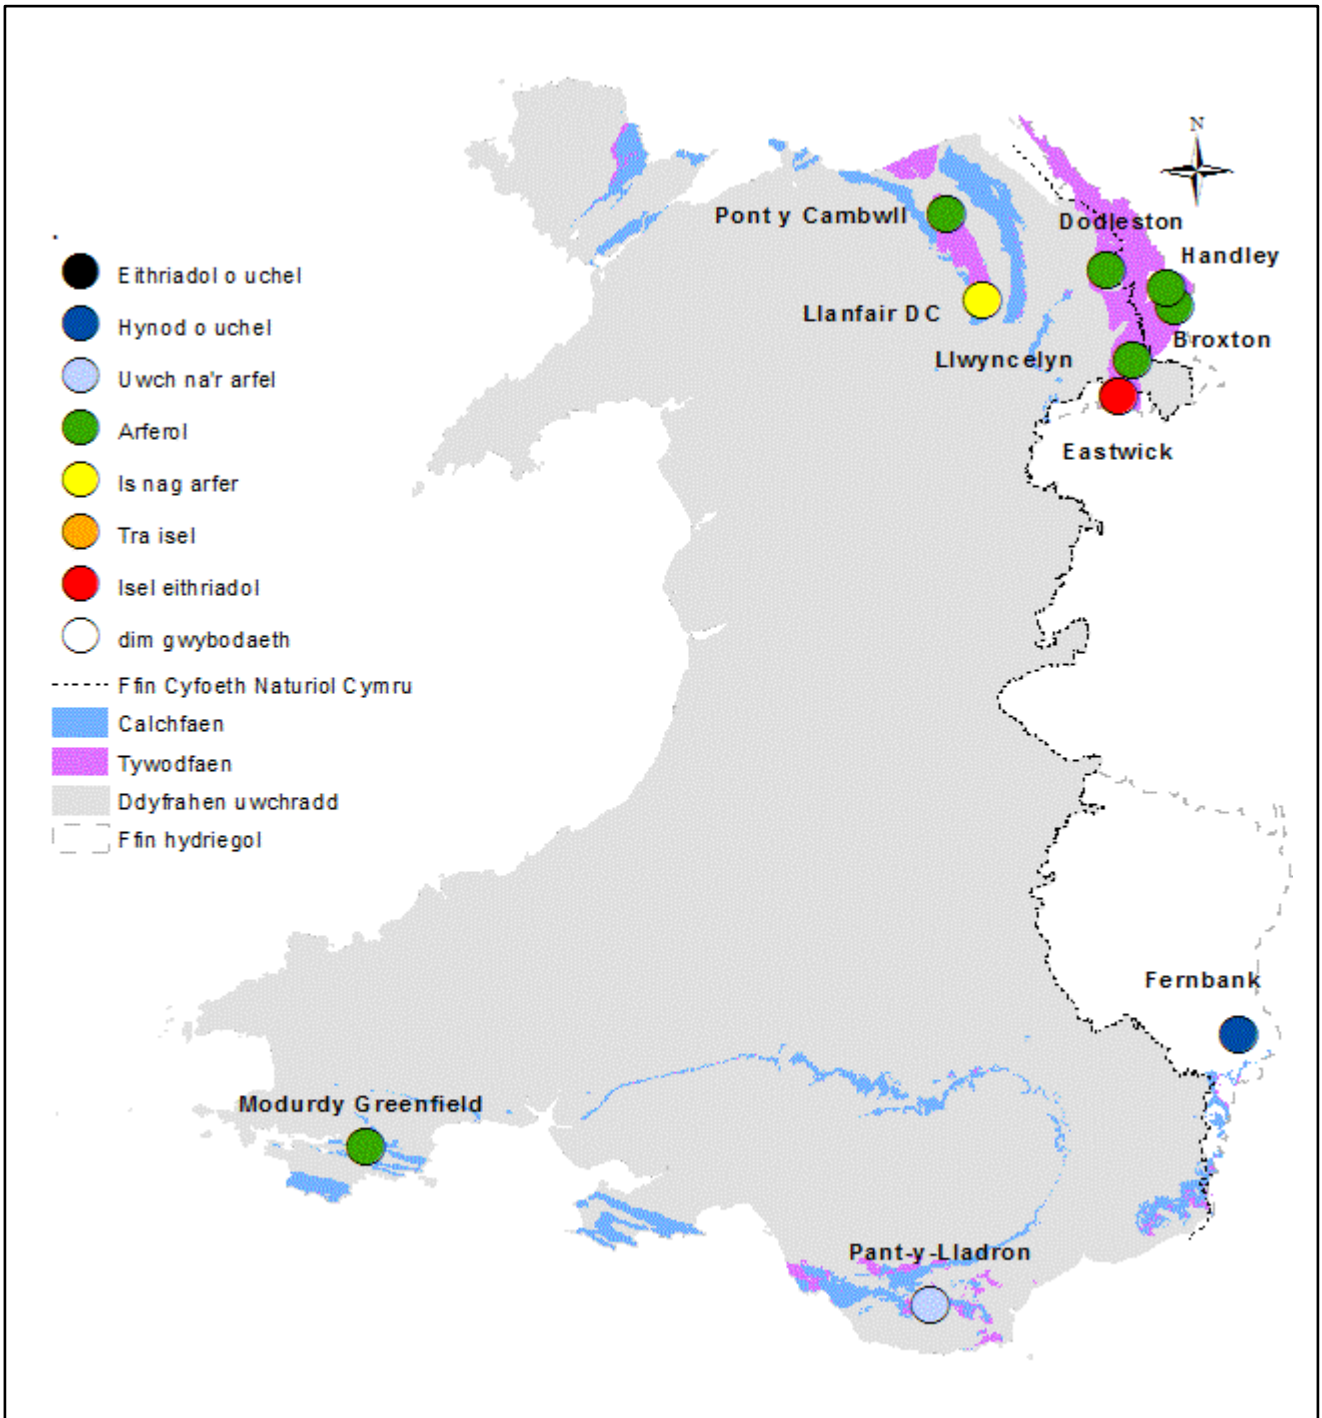 N
Pont y Cambwll
Dodleston
Handley
Llanfair DC
Broxton
Llwyncelyn
Eastwick
Eithriadol o uchel
Hynod o uchel
Uwch na'r arfel
Arferol
Is nag arfer
Tra isel
Isel eithriadol
dim gwybodaeth
Ffin Cyfoeth Naturiol Cymru
Calchfaen
Tywodfaen
Ddyfrahen uwchradd
Ffin hydriegol
Fernbank
Modurdy Greenfield
Pant-y-Lladron